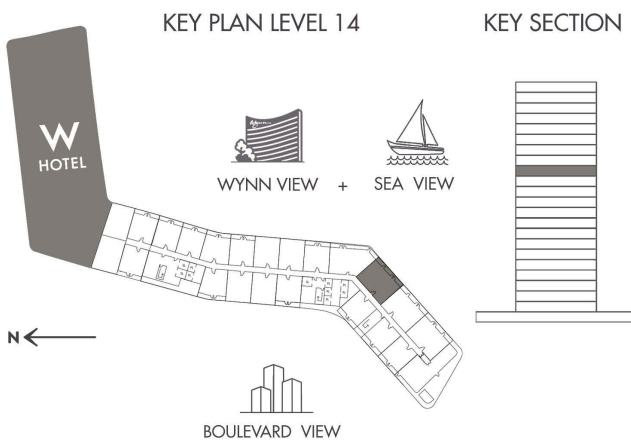 KEY PLAN LEVEL 14
KEY SECTION
W
HOTEL
WYNN VIEW + SEA VIEW
N
BOULEVARD VIEW